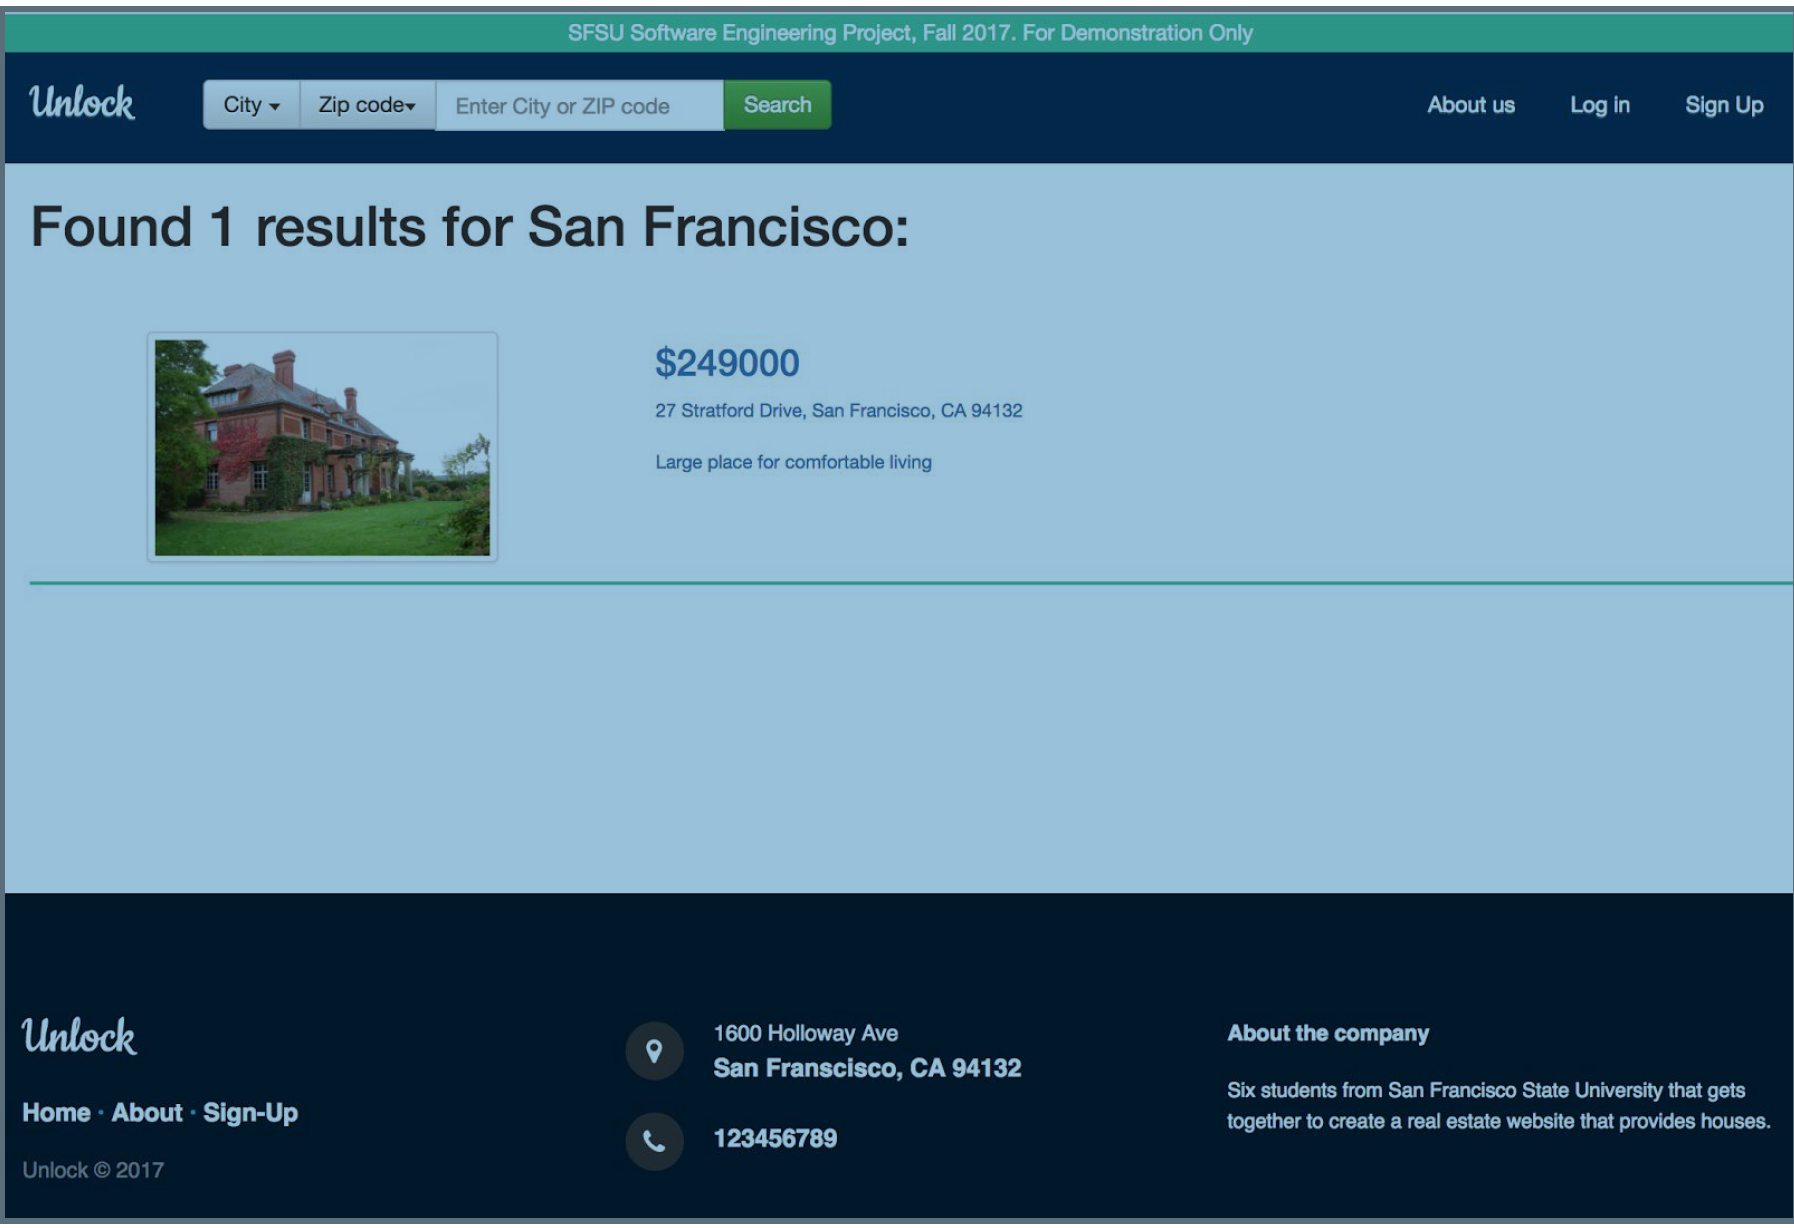 SFSU Software Engineering Project, Fall 2017. For Demonstration Only
Unlock
City
Zip code
Enter City or ZIP code
Search
About us
Log in
Sign Up
Found 1 results for San Francisco:
$249000
27 Stratford Drive, San Francisco, CA 94132
Large place for comfortable living
Unlock
Home · About · Sign-Up
Unlock © 2017
1600 Holloway Ave
San Franscisco, CA 94132
123456789
About the company
Six students from San Francisco State University that gets
together to create a real estate website that provides houses.